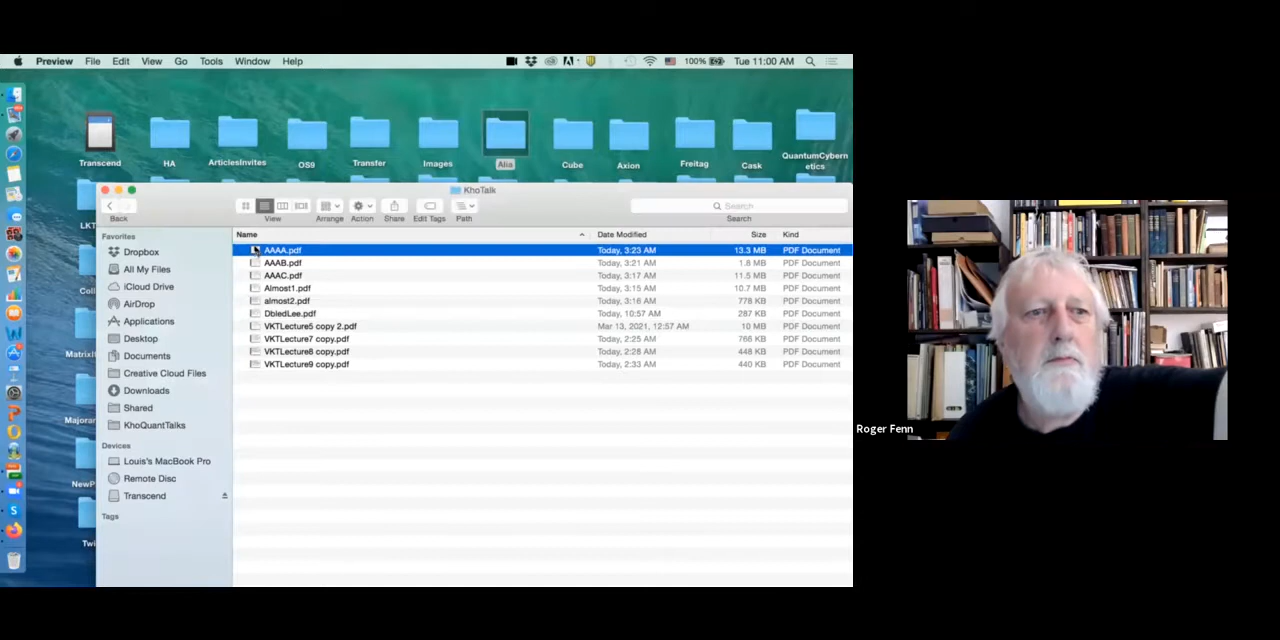 Preview File Edit View Go Tools Window Help 100% Tue 11:00 AM
Transcend HA ArticlesInvites OS9 Transfer Images Alia Cube Axion Freitag Cask QuantumCybernetics
KhoTalk
Search
Back View Arrange Action Share Edit Tags Path Search
Favorites
Dropbox
All My Files
iCloud Drive
AirDrop
Applications
Desktop
Documents
Creative Cloud Files
Downloads
Shared
KhoQuantTalks
Devices
Louis's MacBook Pro
Remote Disc
Transcend
Tags
Name Date Modified Size Kind
AAAA.pdf Today, 3:23 AM 13.3 MB PDF Document
AAAB.pdf Today, 3:21 AM 1.8 MB PDF Document
AAAC.pdf Today, 3:17 AM 11.5 MB PDF Document
Almost1.pdf Today, 3:15 AM 10.7 MB PDF Document
almost2.pdf Today, 3:16 AM 778 KB PDF Document
DbledLee.pdf Today, 10:57 AM 287 KB PDF Document
VKTLecture5 copy 2.pdf Mar 13, 2021, 12:57 AM 10 MB PDF Document
VKTLecture7 copy.pdf Today, 2:25 AM 766 KB PDF Document
VKTLecture8 copy.pdf Today, 2:28 AM 448 KB PDF Document
VKTLecture9 copy.pdf Today, 2:33 AM 440 KB PDF Document
LKT
Coll
MatrixIt
Majoran
NewP
Twi
Roger Fenn